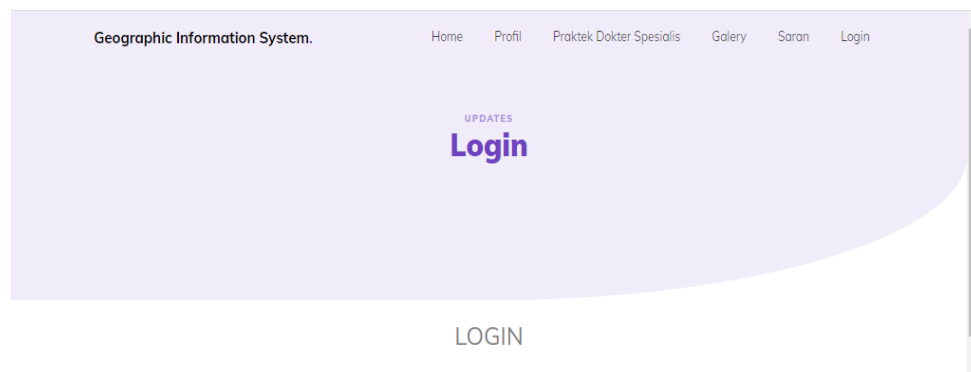 Geographic Information System. Home Profil Praktek Dokter Spesialis Galery Saran Login
UPDATES
Login
LOGIN